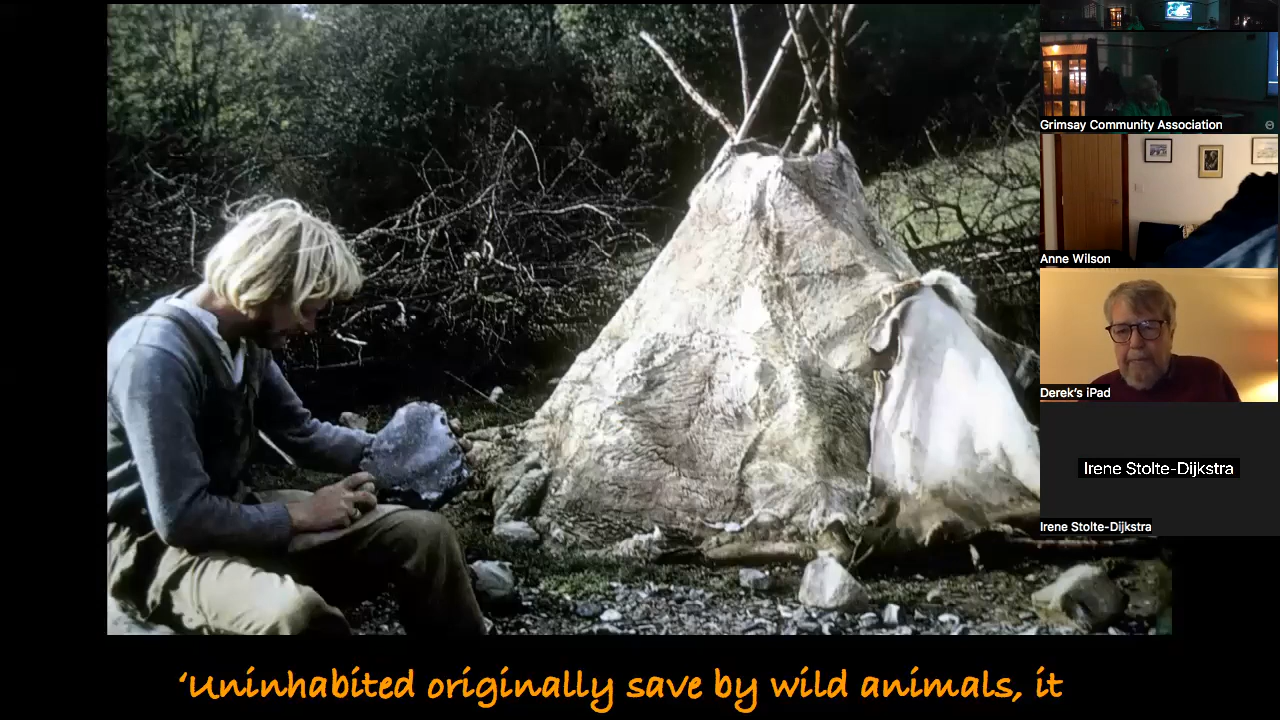 Grimsay Community Association
Anne Wilson
Derek's iPad
Irene Stolte-Dijkstra
Irene Stolte-Dijkstra
‘Uninhabited originally save by wild animals, it